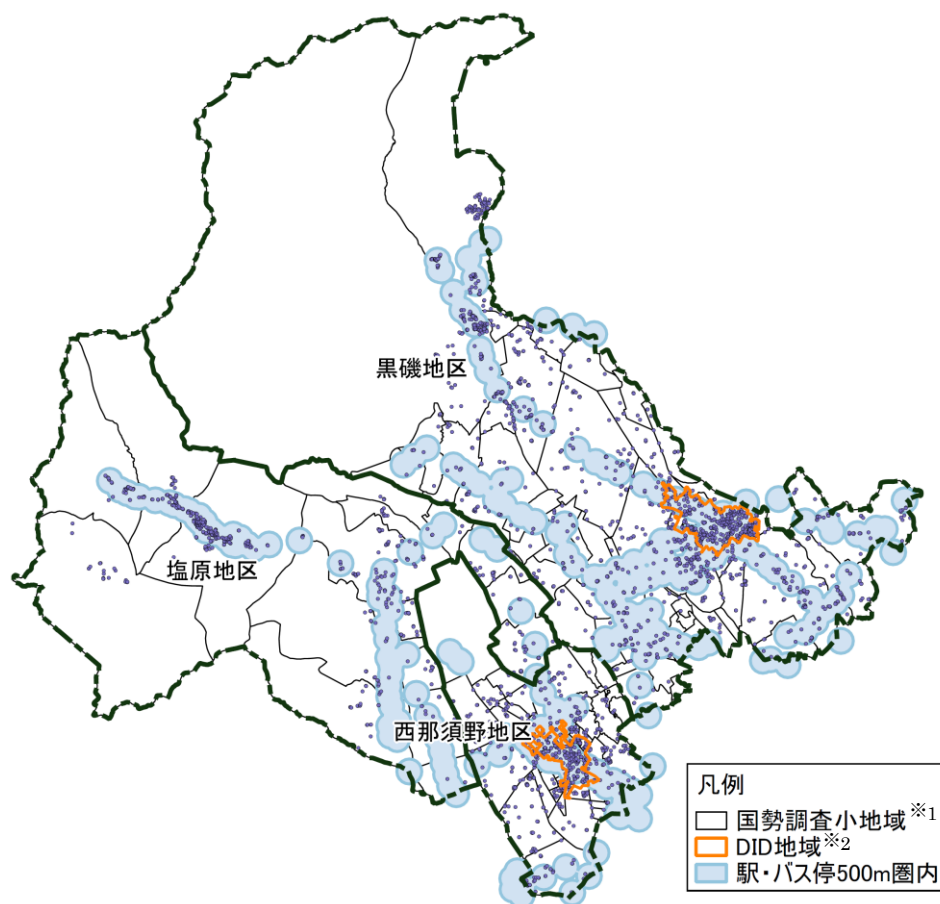 黒磯地区
塩原地区
西那須野地区
凡例
国勢調査小地域※1
DID地域※2
駅・バス停500m圏内